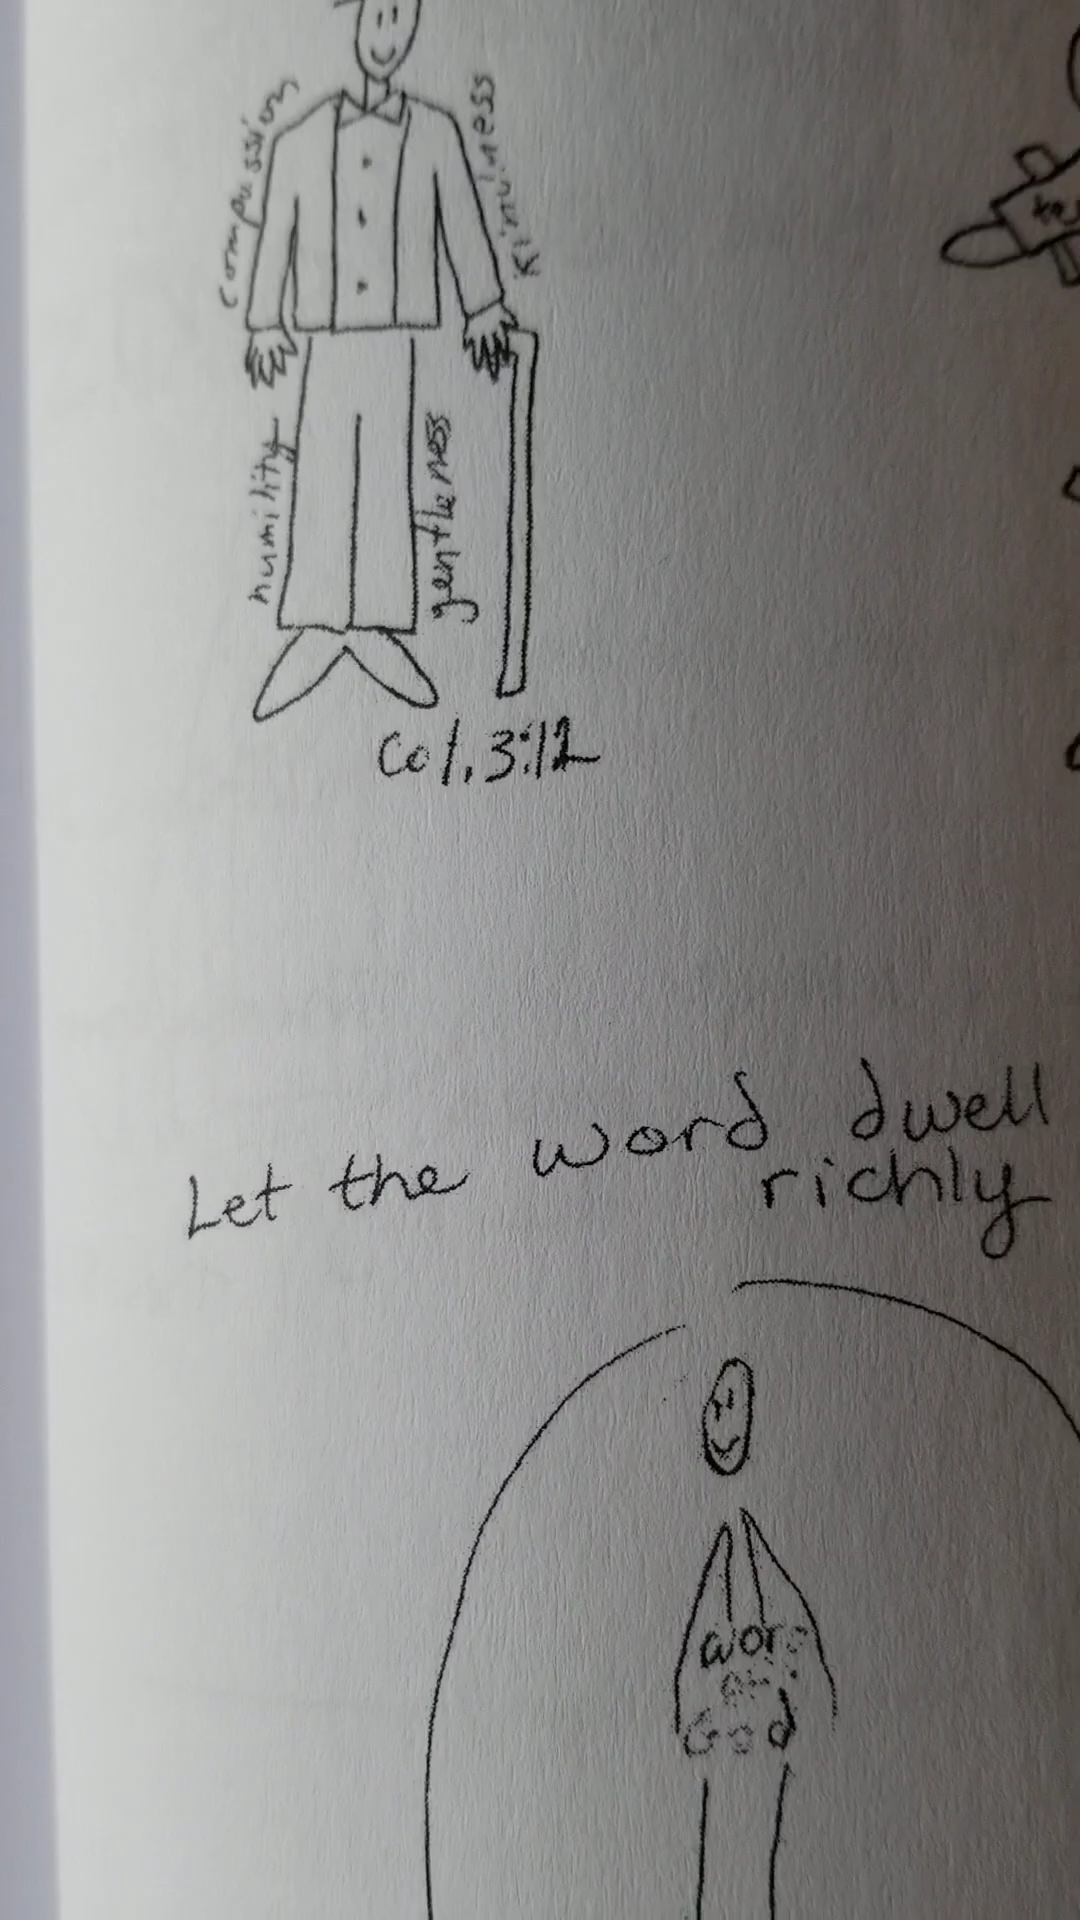 compassion
kindness
humility
gentleness
Col. 3:12
Let the word dwell
richly
word
of
God